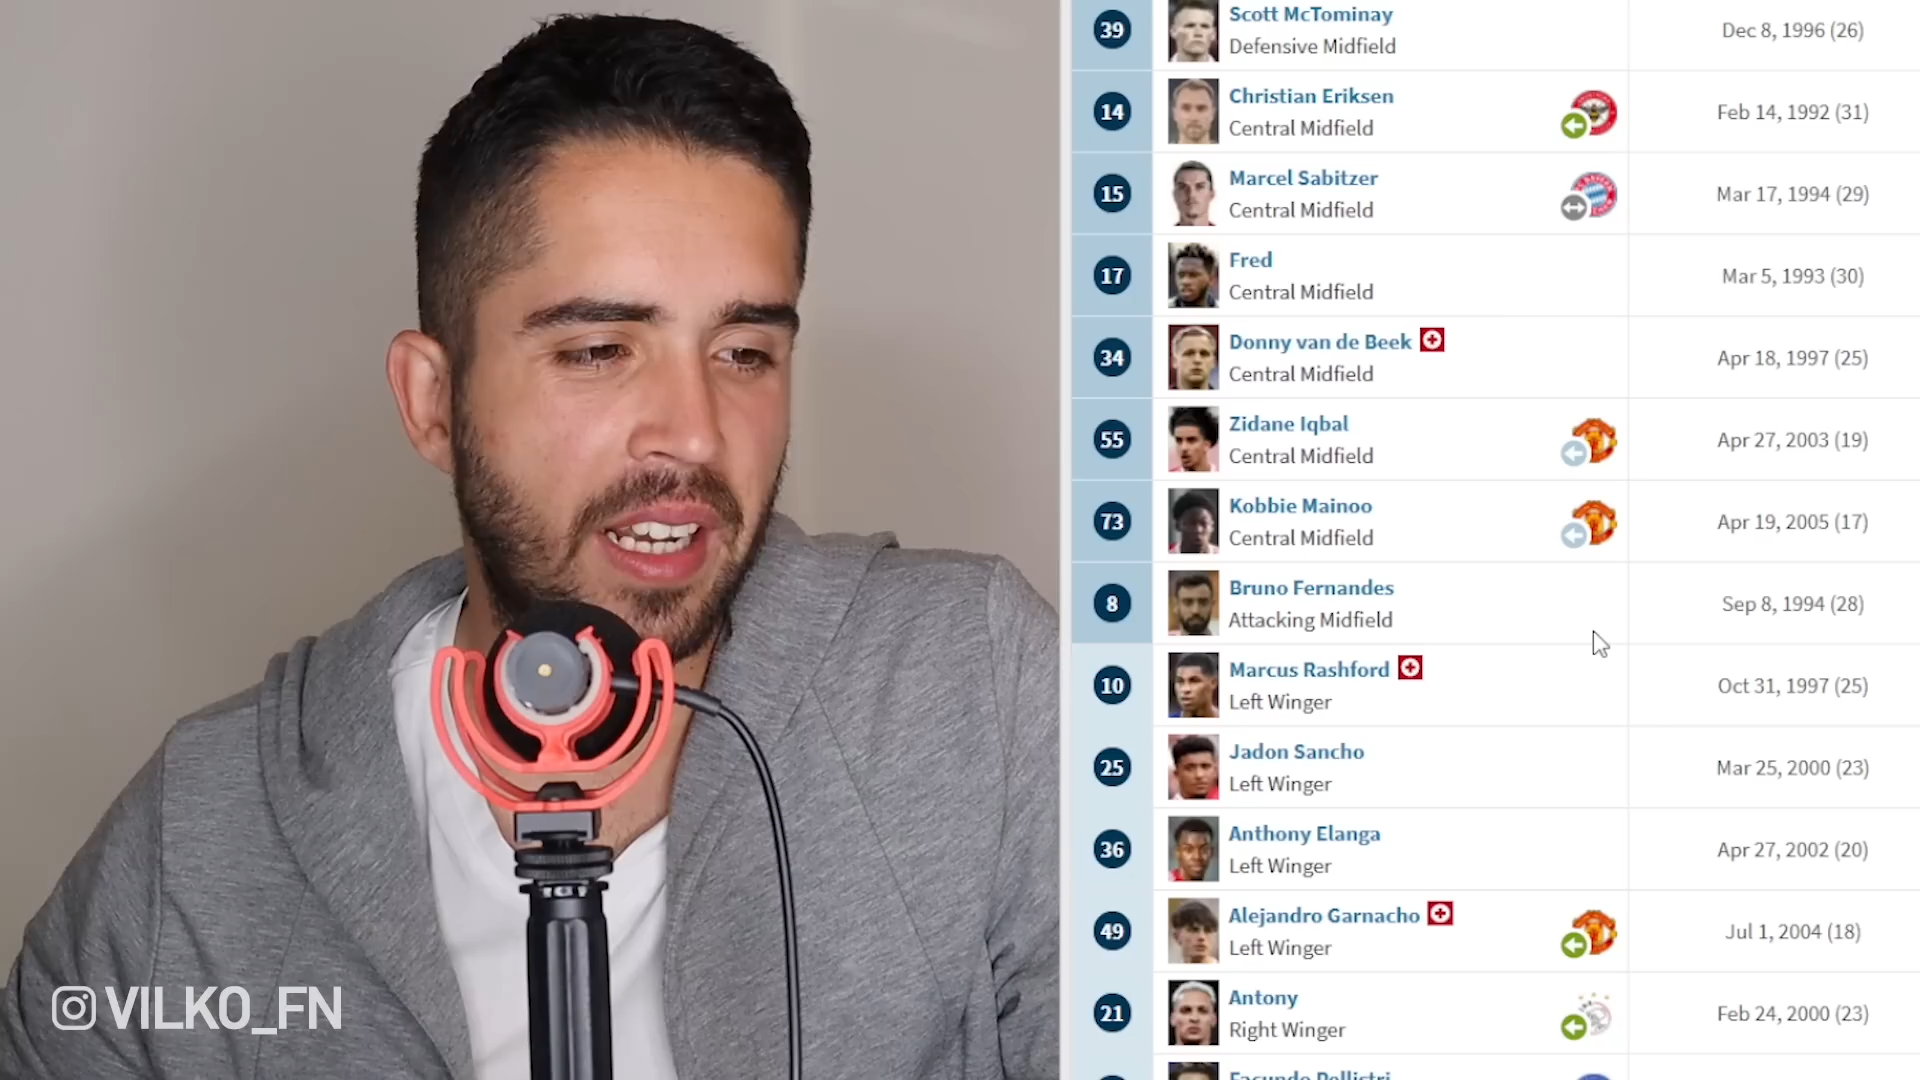 39
Scott McTominay
Defensive Midfield
Dec 8, 1996 (26)
14
Christian Eriksen
Central Midfield
Feb 14, 1992 (31)
15
Marcel Sabitzer
Central Midfield
Mar 17, 1994 (29)
17
Fred
Central Midfield
Mar 5, 1993 (30)
34
Donny van de Beek
Central Midfield
Apr 18, 1997 (25)
55
Zidane Iqbal
Central Midfield
Apr 27, 2003 (19)
73
Kobbie Mainoo
Central Midfield
Apr 19, 2005 (17)
8
Bruno Fernandes
Attacking Midfield
Sep 8, 1994 (28)
10
Marcus Rashford
Left Winger
Oct 31, 1997 (25)
25
Jadon Sancho
Left Winger
Mar 25, 2000 (23)
36
Anthony Elanga
Left Winger
Apr 27, 2002 (20)
49
Alejandro Garnacho
Left Winger
Jul 1, 2004 (18)
21
Antony
Right Winger
Feb 24, 2000 (23)
Facundo Pellistri
VILKO_FN